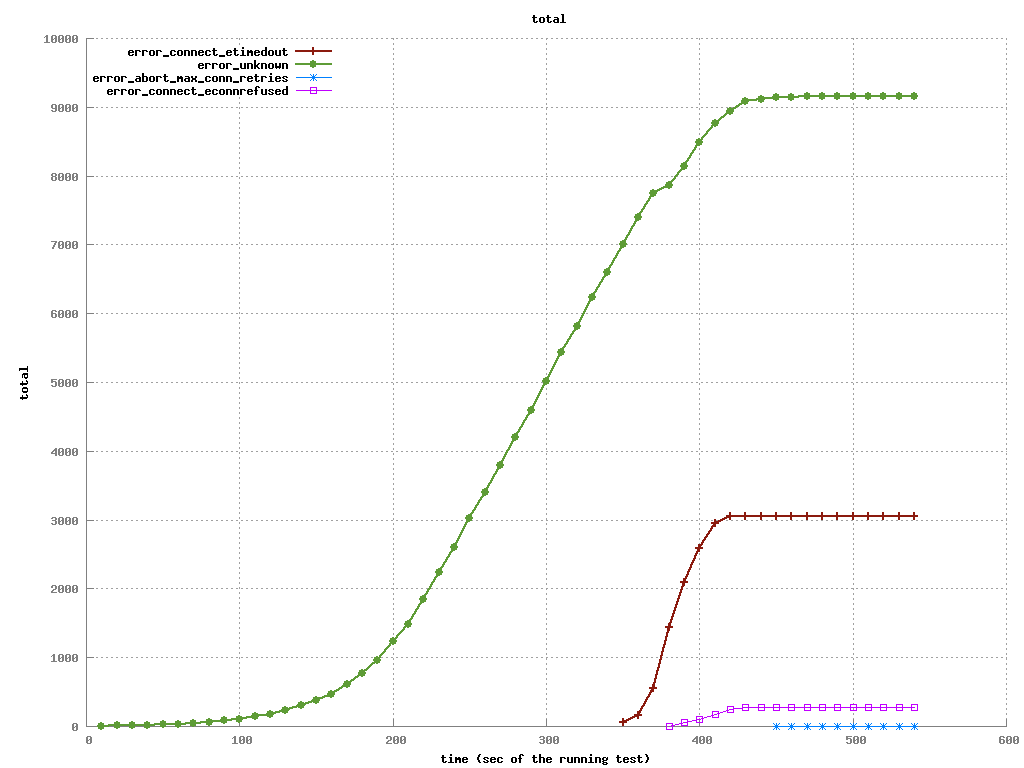 total
10000
error_connect_etimedout
error_unknown
error_abort_max_conn_retries
error_connect_econnrefused
9000
8000
7000
6000
5000
4000
3000
2000
1000
0
total
0 100 200 300 400 500 600
time (sec of the running test)